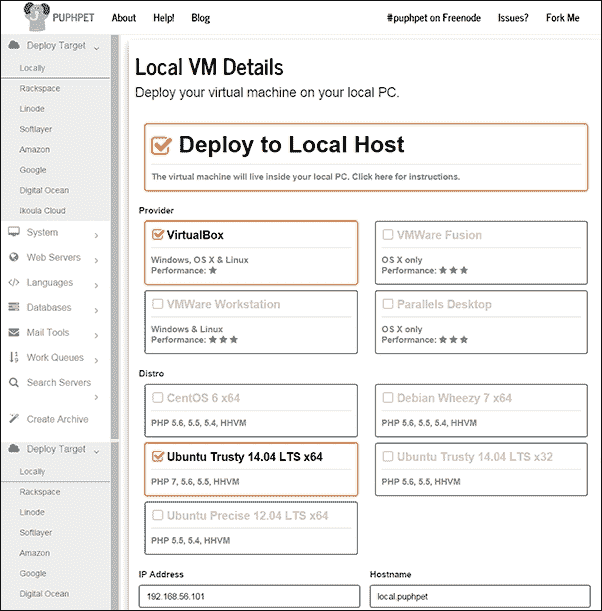 PUPHPET About Help! Blog #puphpet on Freenode Issues? Fork Me
Deploy Target
Locally
Rackspace
Linode
Softlayer
Amazon
Google
Digital Ocean
Ikoula Cloud
System
Web Servers
Languages
Databases
Mail Tools
Work Queues
Search Servers
Create Archive
Deploy Target
Locally
Rackspace
Linode
Softlayer
Amazon
Google
Digital Ocean
Local VM Details
Deploy your virtual machine on your local PC.
Deploy to Local Host
The virtual machine will live inside your local PC. Click here for instructions.
Provider
VirtualBox
Windows, OS X & Linux
Performance: ★
VMWare Fusion
OS X only
Performance: ★ ★ ★
VMWare Workstation
Windows & Linux
Performance: ★ ★ ★
Parallels Desktop
OS X only
Performance: ★ ★ ★
Distro
CentOS 6 x64
PHP 5.6, 5.5, 5.4, HHVM
Debian Wheezy 7 x64
PHP 5.6, 5.5, 5.4, HHVM
Ubuntu Trusty 14.04 LTS x64
PHP 7, 5.6, 5.5, HHVM
Ubuntu Trusty 14.04 LTS x32
PHP 5.6, 5.5, HHVM
Ubuntu Precise 12.04 LTS x64
PHP 5.5, 5.4, HHVM
IP Address
192.168.56.101
Hostname
local.puphpet